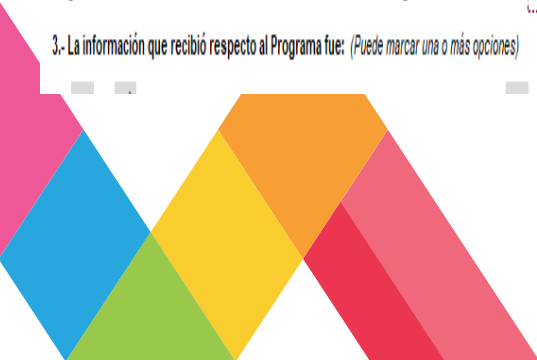 3.- La información que recibió respecto al Programa fue: (Puede marcar una o más opciones)